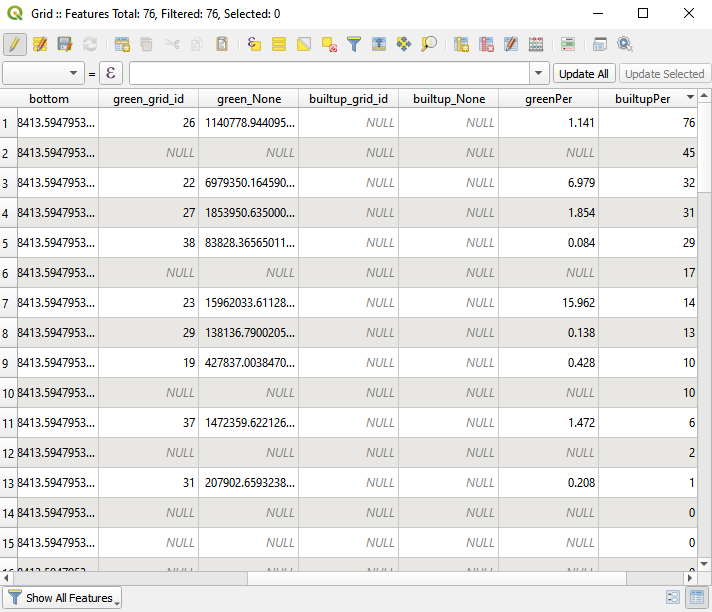 Grid :: Features Total: 76, Filtered: 76, Selected: 0
= ε Update All Update Selected
bottom green_grid_id green_None builtup_grid_id builtup_None greenPer builtupPer
1 8413.5947953... 26 1140778.944095... NULL NULL 1.141 76
2 8413.5947953... NULL NULL NULL NULL NULL 45
3 8413.5947953... 22 6979350.164590... NULL NULL 6.979 32
4 8413.5947953... 27 1853950.635000... NULL NULL 1.854 31
5 8413.5947953... 38 83828.36565011... NULL NULL 0.084 29
6 8413.5947953... NULL NULL NULL NULL NULL 17
7 8413.5947953... 23 15962033.61128... NULL NULL 15.962 14
8 8413.5947953... 29 138136.7900205... NULL NULL 0.138 13
9 8413.5947953... 19 427837.0038470... NULL NULL 0.428 10
10 8413.5947953... NULL NULL NULL NULL NULL 10
11 8413.5947953... 37 1472359.622126... NULL NULL 1.472 6
12 8413.5947953... NULL NULL NULL NULL NULL 2
13 8413.5947953... 31 207902.6593238... NULL NULL 0.208 1
14 8413.5947953... NULL NULL NULL NULL NULL 0
15 8413.5947953... NULL NULL NULL NULL NULL 0
Show All Features